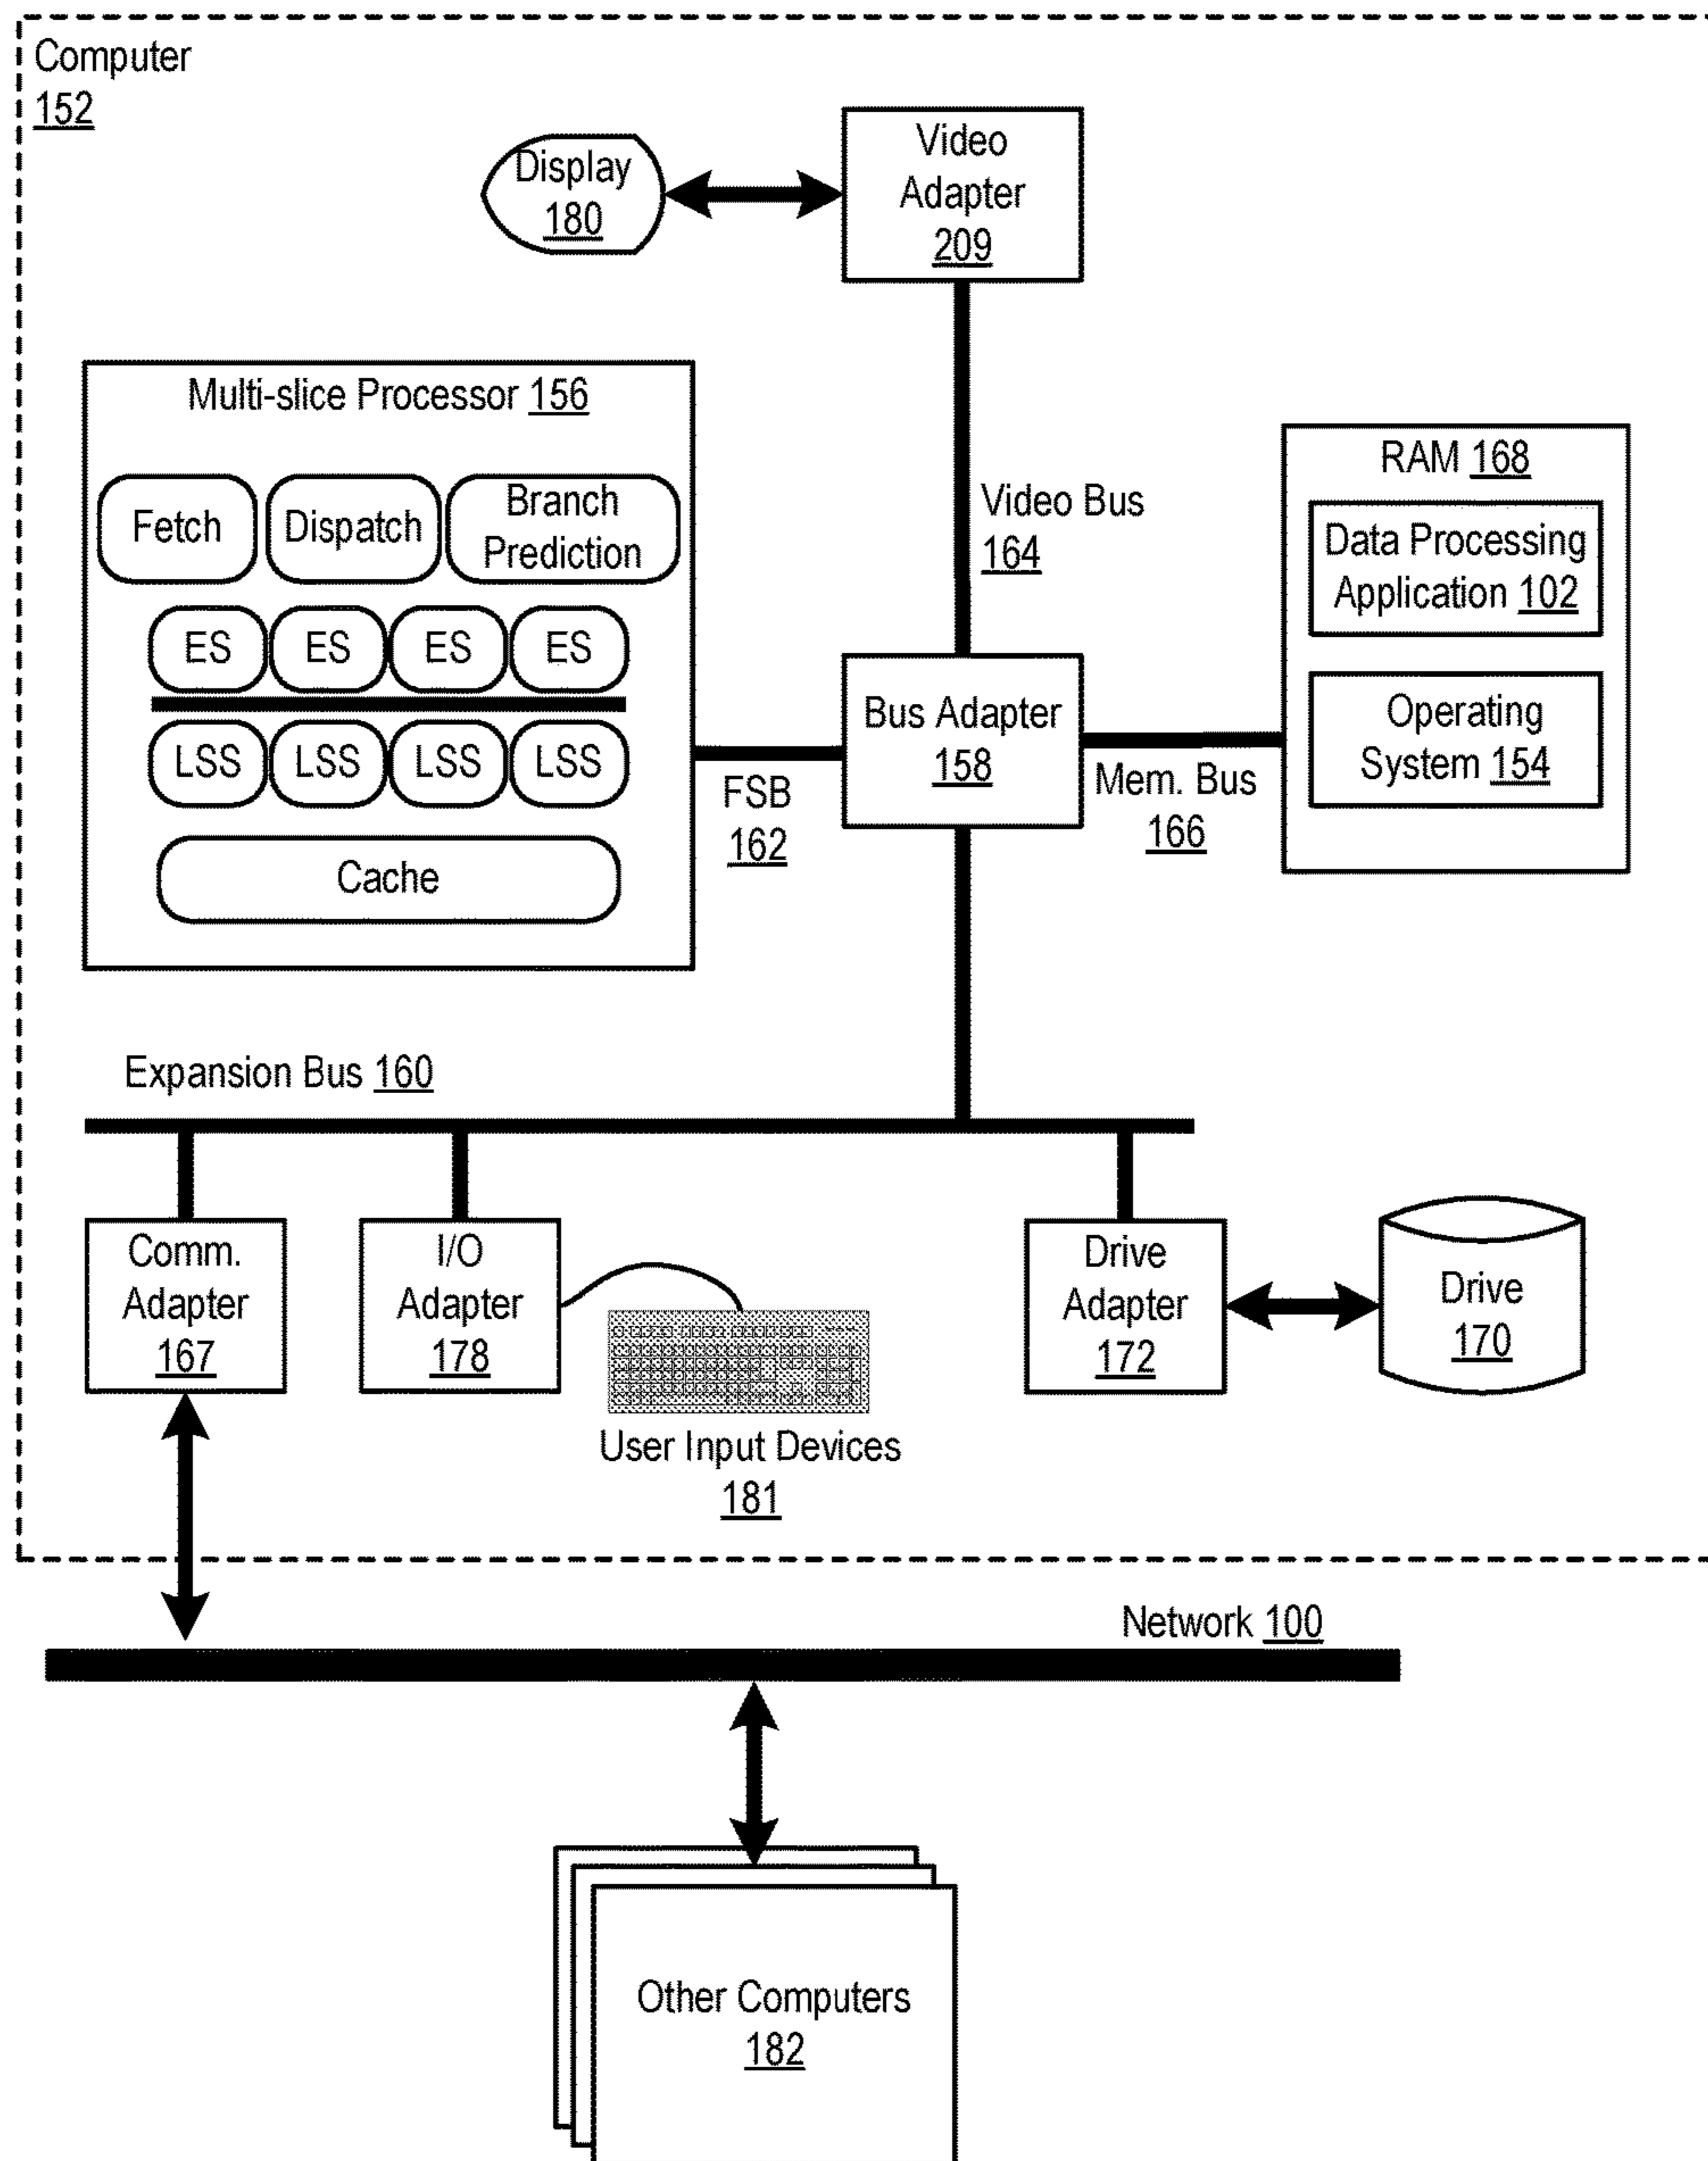 Computer
152
Display
180
Video
Adapter
209
Multi-slice Processor 156
Fetch
Dispatch
Branch
Prediction
ES
ES
ES
ES
LSS
LSS
LSS
LSS
Cache
FSB
162
Video Bus
164
Bus Adapter
158
Mem. Bus
166
RAM 168
Data Processing
Application 102
Operating
System 154
Expansion Bus 160
Comm.
Adapter
167
I/O
Adapter
178
User Input Devices
181
Drive
Adapter
172
Drive
170
Network 100
Other Computers
182